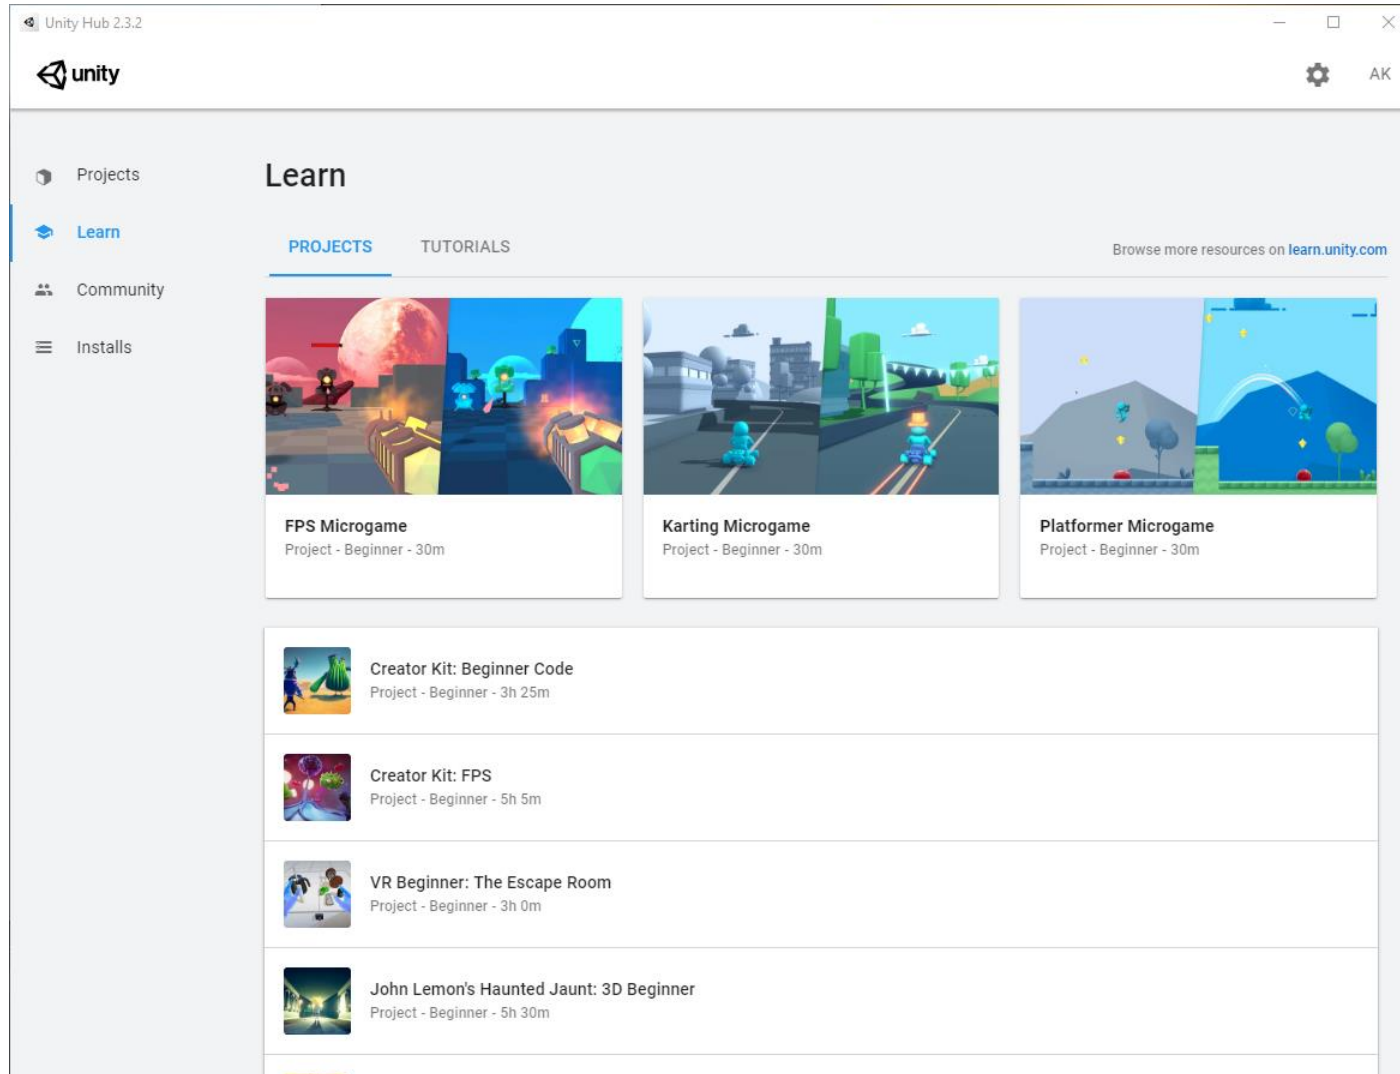 Unity Hub 2.3.2
unity
AK
Projects
Learn
Community
Installs
Learn
PROJECTS TUTORIALS
Browse more resources on learn.unity.com
FPS Microgame
Project - Beginner - 30m
Karting Microgame
Project - Beginner - 30m
Platformer Microgame
Project - Beginner - 30m
Creator Kit: Beginner Code
Project - Beginner - 3h 25m
Creator Kit: FPS
Project - Beginner - 5h 5m
VR Beginner: The Escape Room
Project - Beginner - 3h 0m
John Lemon's Haunted Jaunt: 3D Beginner
Project - Beginner - 5h 30m